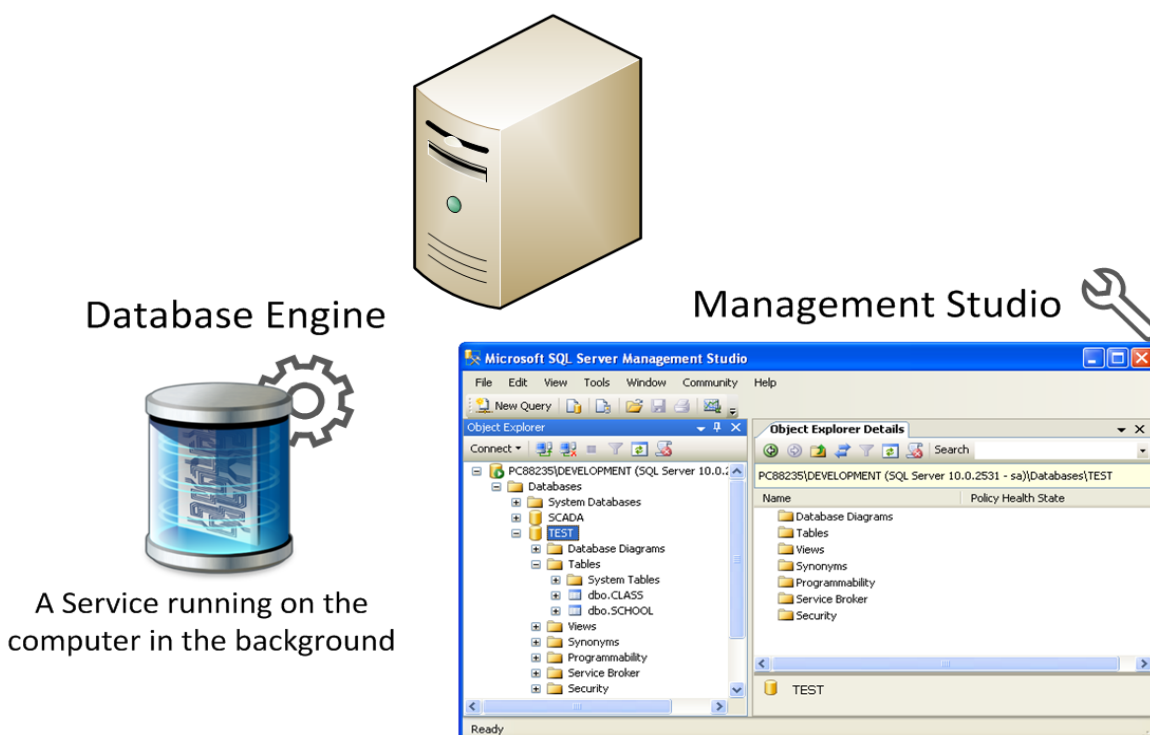 Database Engine
A Service running on the
computer in the background
Management Studio
Microsoft SQL Server Management Studio
File Edit View Tools Window Community Help
New Query
Object Explorer
Connect
PC88235\DEVELOPMENT (SQL Server 10.0.2
Databases
System Databases
SCADA
TEST
Database Diagrams
Tables
System Tables
dbo.CLASS
dbo.SCHOOL
Views
Synonyms
Programmability
Service Broker
Security
Object Explorer Details
Search
PC88235\DEVELOPMENT (SQL Server 10.0.2531 - sa)\Databases\TEST
Name Policy Health State
Database Diagrams
Tables
Views
Synonyms
Programmability
Service Broker
Security
TEST
Ready